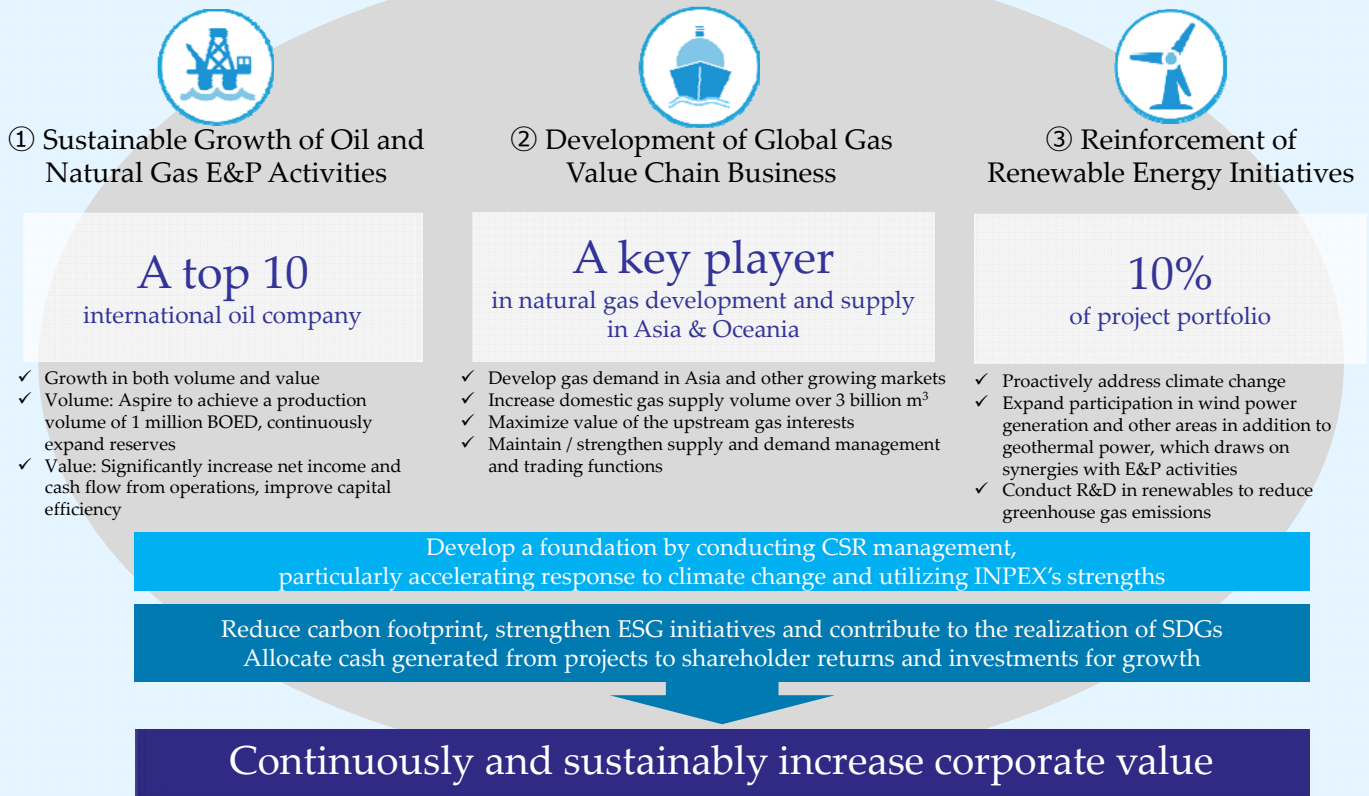 ① Sustainable Growth of Oil and
Natural Gas E&P Activities
A top 10
international oil company
✓ Growth in both volume and value
✓ Volume: Aspire to achieve a production
volume of 1 million BOED, continuously
expand reserves
✓ Value: Significantly increase net income and
cash flow from operations, improve capital
efficiency
② Development of Global Gas
Value Chain Business
A key player
in natural gas development and supply
in Asia & Oceania
✓ Develop gas demand in Asia and other growing markets
✓ Increase domestic gas supply volume over 3 billion m³
✓ Maximize value of the upstream gas interests
✓ Maintain / strengthen supply and demand management
and trading functions
③ Reinforcement of
Renewable Energy Initiatives
10%
of project portfolio
✓ Proactively address climate change
✓ Expand participation in wind power
generation and other areas in addition to
geothermal power, which draws on
synergies with E&P activities
✓ Conduct R&D in renewables to reduce
greenhouse gas emissions
Develop a foundation by conducting CSR management,
particularly accelerating response to climate change and utilizing INPEX's strengths
Reduce carbon footprint, strengthen ESG initiatives and contribute to the realization of SDGs
Allocate cash generated from projects to shareholder returns and investments for growth
Continuously and sustainably increase corporate value